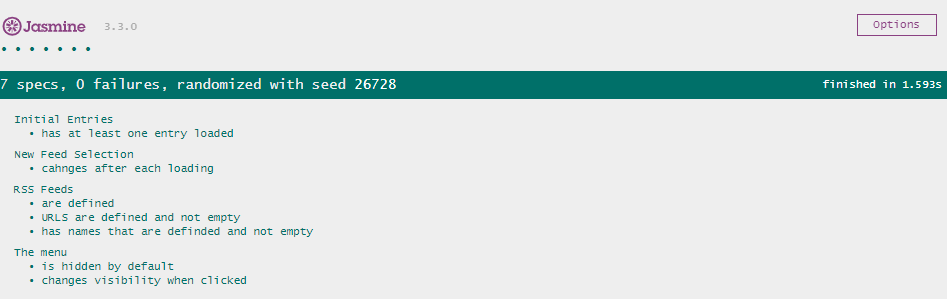 Jasmine 3.3.0 Options
• • • • • • •
7 specs, 0 failures, randomized with seed 26728 finished in 1.593s
Initial Entries
• has at least one entry loaded
New Feed Selection
• cahnges after each loading
RSS Feeds
• are defined
• URLS are defined and not empty
• has names that are definded and not empty
The menu
• is hidden by default
• changes visibility when clicked